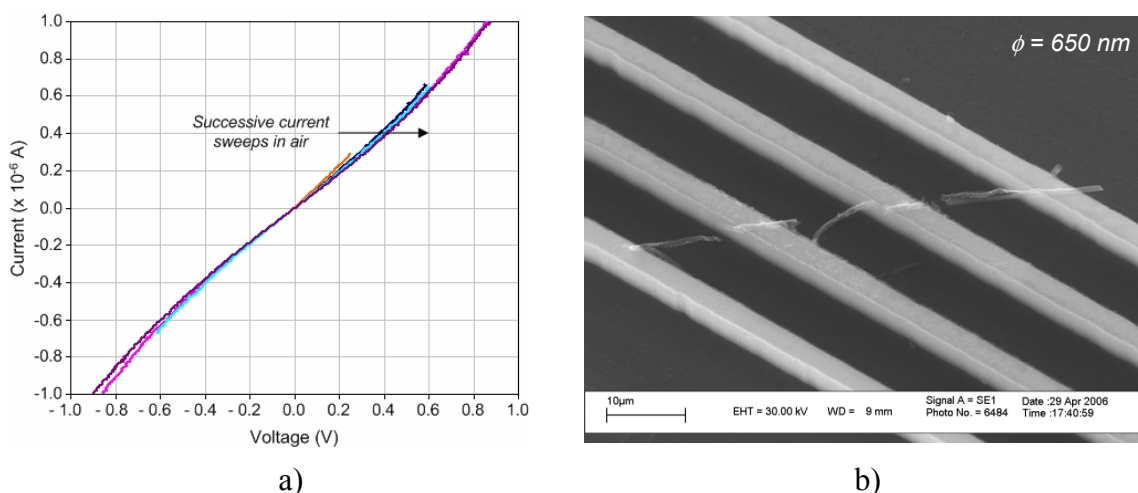 1.0
0.8
0.6
0.4
0.2
0.0
-0.2
-0.4
-0.6
-0.8
-1.0
Current (x 10⁻⁶ A)
Successive current
sweeps in air
- 1.0 - 0.8 - 0.6 - 0.4 - 0.2 0.0 0.2 0.4 0.6 0.8 1.0
Voltage (V)
a)
ϕ = 650 nm
10µm
EHT = 30.00 kV WD = 9 mm
Signal A = SE1 Date :29 Apr 2006
Photo No. = 6484 Time :17:40:59
b)